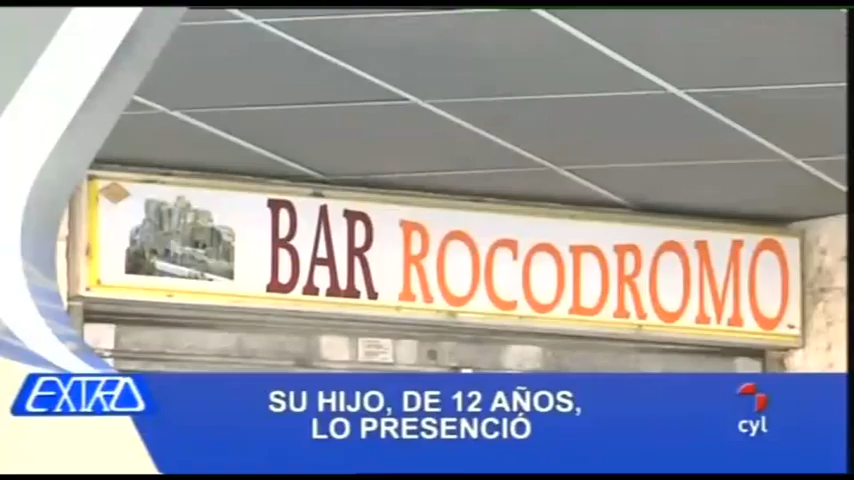 BAR ROCODROMO
EXTRA
SU HIJO, DE 12 AÑOS,
LO PRESENCIÓ
cyl